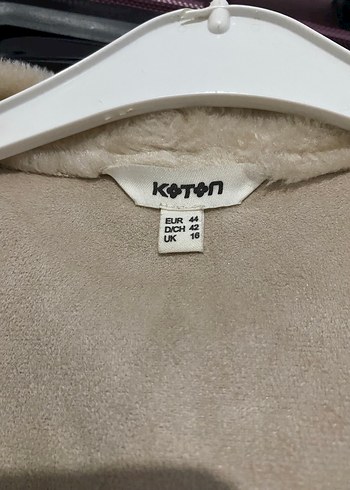 KOTON
EUR 44
D/CH 42
UK 16